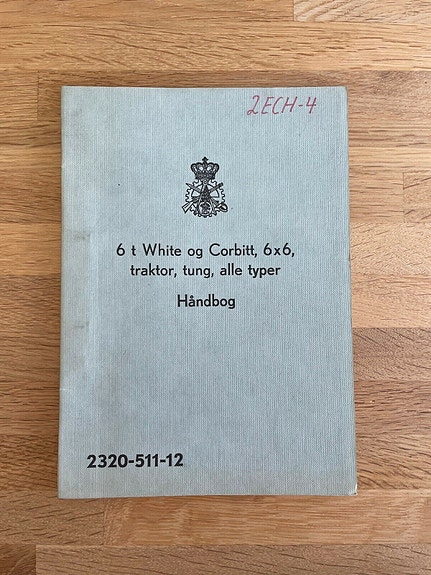 2ECH-4
6 t White og Corbitt, 6x6,
traktor, tung, alle typer
Håndbog
2320-511-12